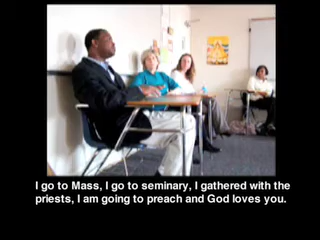 I go to Mass, I go to seminary, I gathered with the
priests, I am going to preach and God loves you.